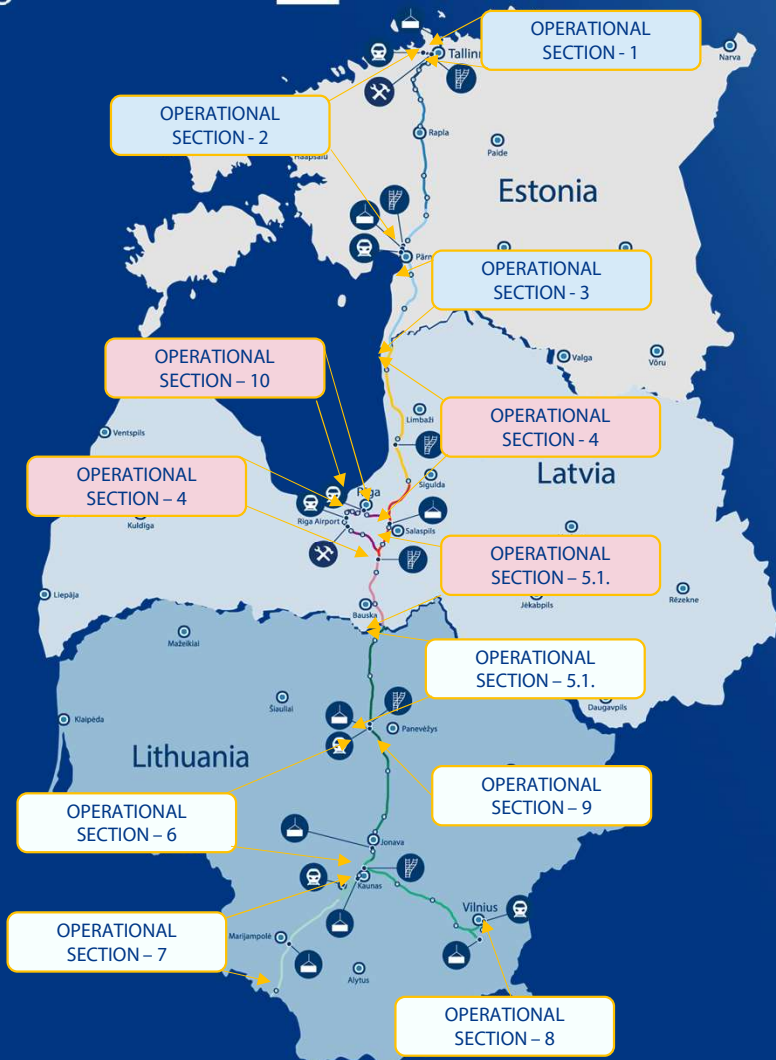 OPERATIONAL
SECTION - 1
Narva
OPERATIONAL
SECTION - 2
Rapla
Paide
Haapsalu
Estonia
OPERATIONAL
SECTION - 3
OPERATIONAL
SECTION – 10
Valga
Võru
Limbaži
OPERATIONAL
SECTION - 4
Ventspils
OPERATIONAL
SECTION – 4
Latvia
Sigulda
Riga
Riga Airport
Kuldīga
Salaspils
OPERATIONAL
SECTION – 5.1.
Liepāja
Bauska
Jēkabpils
Rēzekne
Mažeikiai
OPERATIONAL
SECTION – 5.1.
Šiauliai
Daugavpils
Klaipėda
Panevėžys
Lithuania
OPERATIONAL
SECTION – 9
OPERATIONAL
SECTION – 6
Jonava
Kaunas
Vilnius
OPERATIONAL
SECTION – 7
Marijampolė
Alytus
OPERATIONAL
SECTION – 8